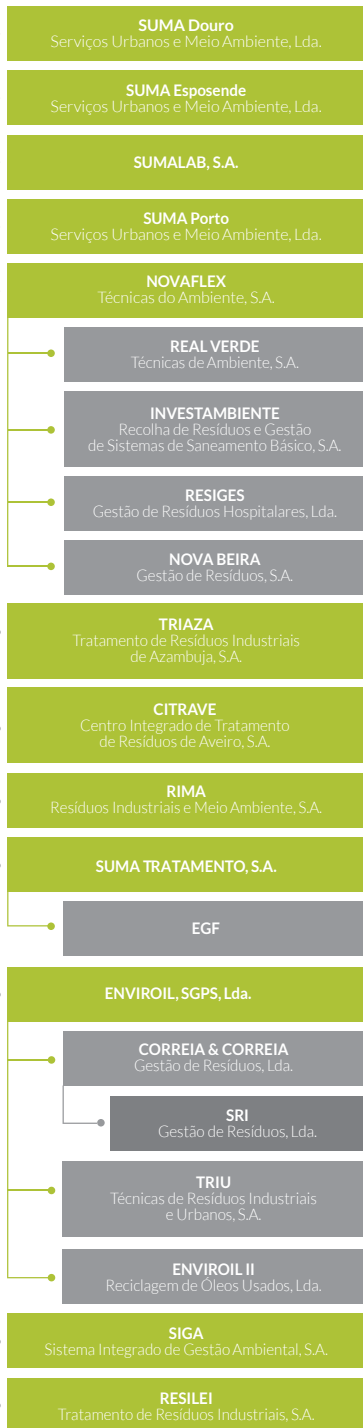 SUMA Douro
Serviços Urbanos e Meio Ambiente, Lda.
SUMA Esposende
Serviços Urbanos e Meio Ambiente, Lda.
SUMALAB, S.A.
SUMA Porto
Serviços Urbanos e Meio Ambiente, Lda.
NOVAFLEX
Técnicas do Ambiente, S.A.
REAL VERDE
Técnicas de Ambiente, S.A.
INVESTAMBIENTE
Recolha de Resíduos e Gestão
de Sistemas de Saneamento Básico, S.A.
RESIGES
Gestão de Resíduos Hospitalares, Lda.
NOVA BEIRA
Gestão de Resíduos, S.A.
TRIAZA
Tratamento de Resíduos Industriais
de Azambuja, S.A.
CITRAVE
Centro Integrado de Tratamento
de Resíduos de Aveiro, S.A.
RIMA
Resíduos Industriais e Meio Ambiente, S.A.
SUMA TRATAMENTO, S.A.
EGF
ENVIROIL, SGPS, Lda.
CORREIA & CORREIA
Gestão de Resíduos, Lda.
SRI
Gestão de Resíduos, Lda.
TRIU
Técnicas de Resíduos Industriais
e Urbanos, S.A.
ENVIROIL II
Reciclagem de Óleos Usados, Lda.
SIGA
Sistema Integrado de Gestão Ambiental, S.A.
RESILEI
Tratamento de Resíduos Industriais, S.A.